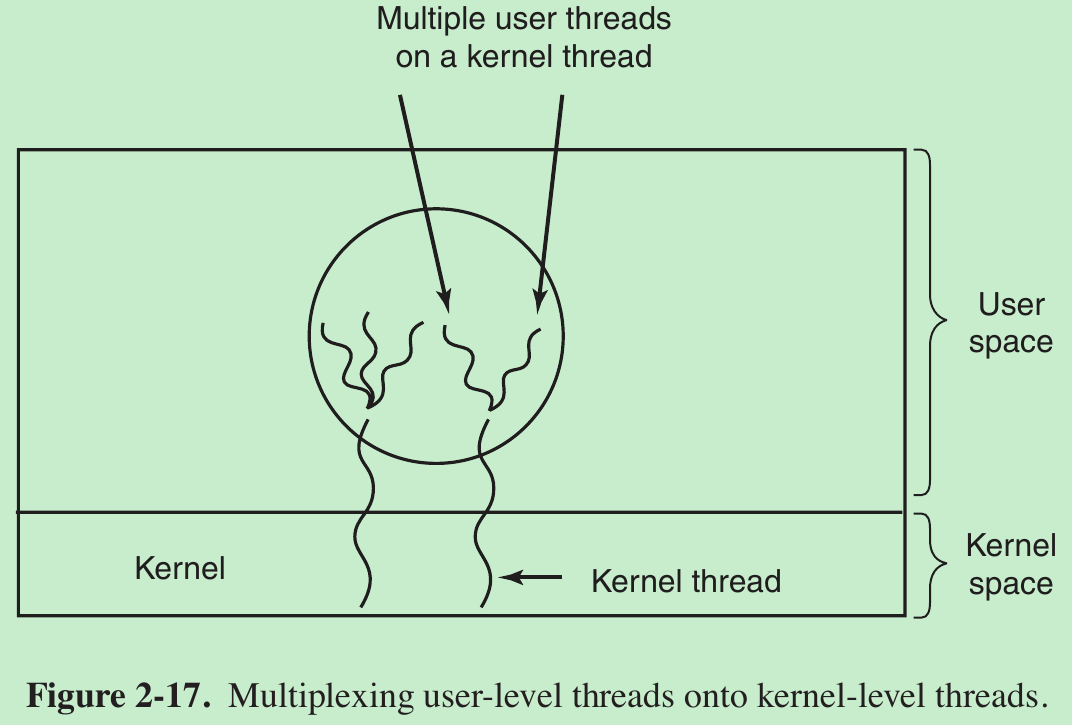 Multiple user threads
on a kernel thread
User
space
Kernel
Kernel thread
Kernel
space
Figure 2-17. Multiplexing user-level threads onto kernel-level threads.